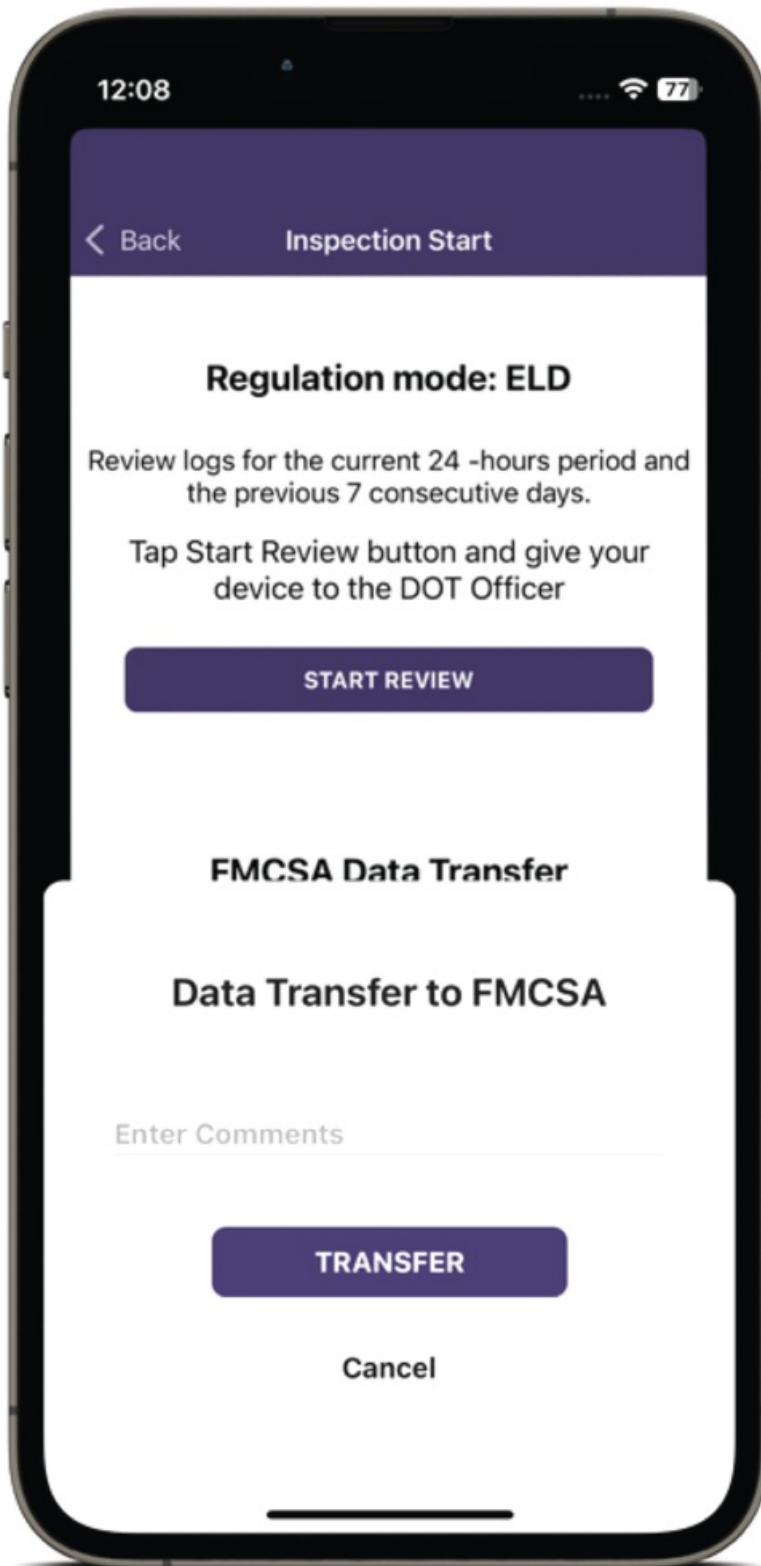 12:08
77
Back
Inspection Start
Regulation mode: ELD
Review logs for the current 24 -hours period and
the previous 7 consecutive days.
Tap Start Review button and give your
device to the DOT Officer
START REVIEW
FMCSA Data Transfer
Data Transfer to FMCSA
Enter Comments
TRANSFER
Cancel